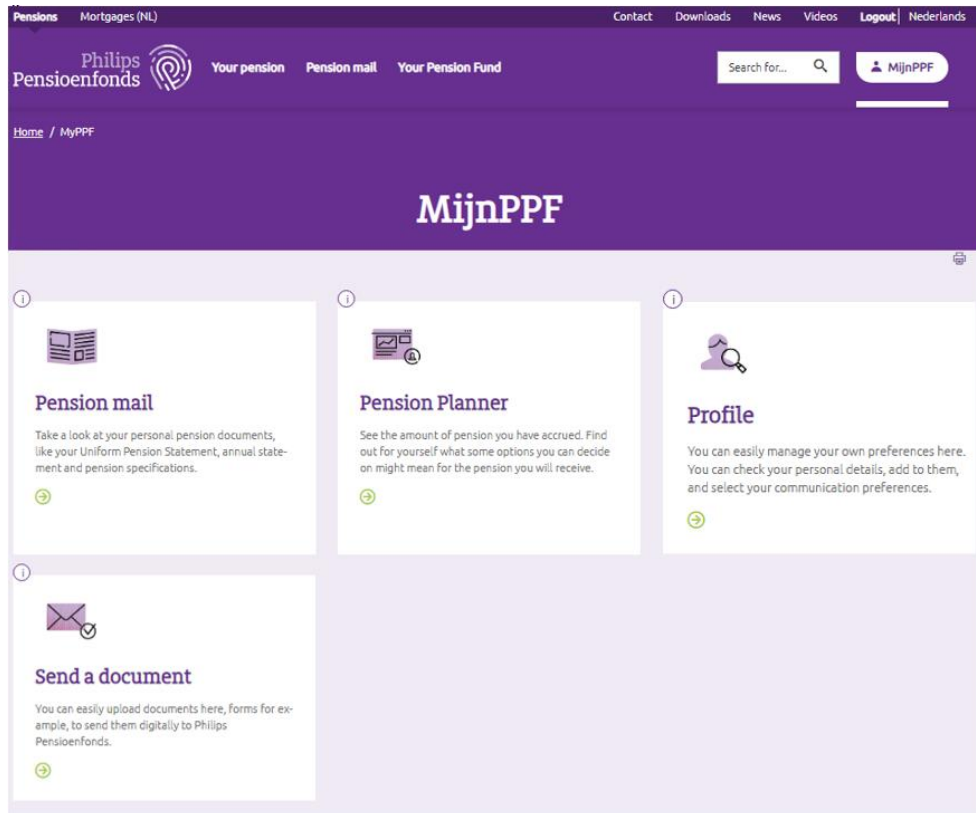 Pensions Mortgages (NL) Contact Downloads News Videos Logout Nederlands
Philips
Pensioenfonds
Your pension Pension mail Your Pension Fund
Search for...
MijnPPF
Home / MyPPF
MijnPPF
Pension mail
Take a look at your personal pension documents,
like your Uniform Pension Statement, annual state-
ment and pension specifications.
Pension Planner
See the amount of pension you have accrued. Find
out for yourself what some options you can decide
on might mean for the pension you will receive.
Profile
You can easily manage your own preferences here.
You can check your personal details, add to them,
and select your communication preferences.
Send a document
You can easily upload documents here, forms for ex-
ample, to send them digitally to Philips
Pensioenfonds.